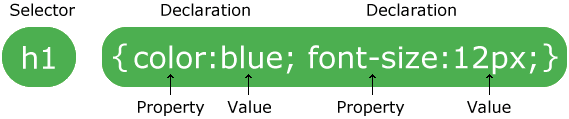 Selector Declaration Declaration
h1 {color:blue; font-size:12px;}
Property Value Property Value